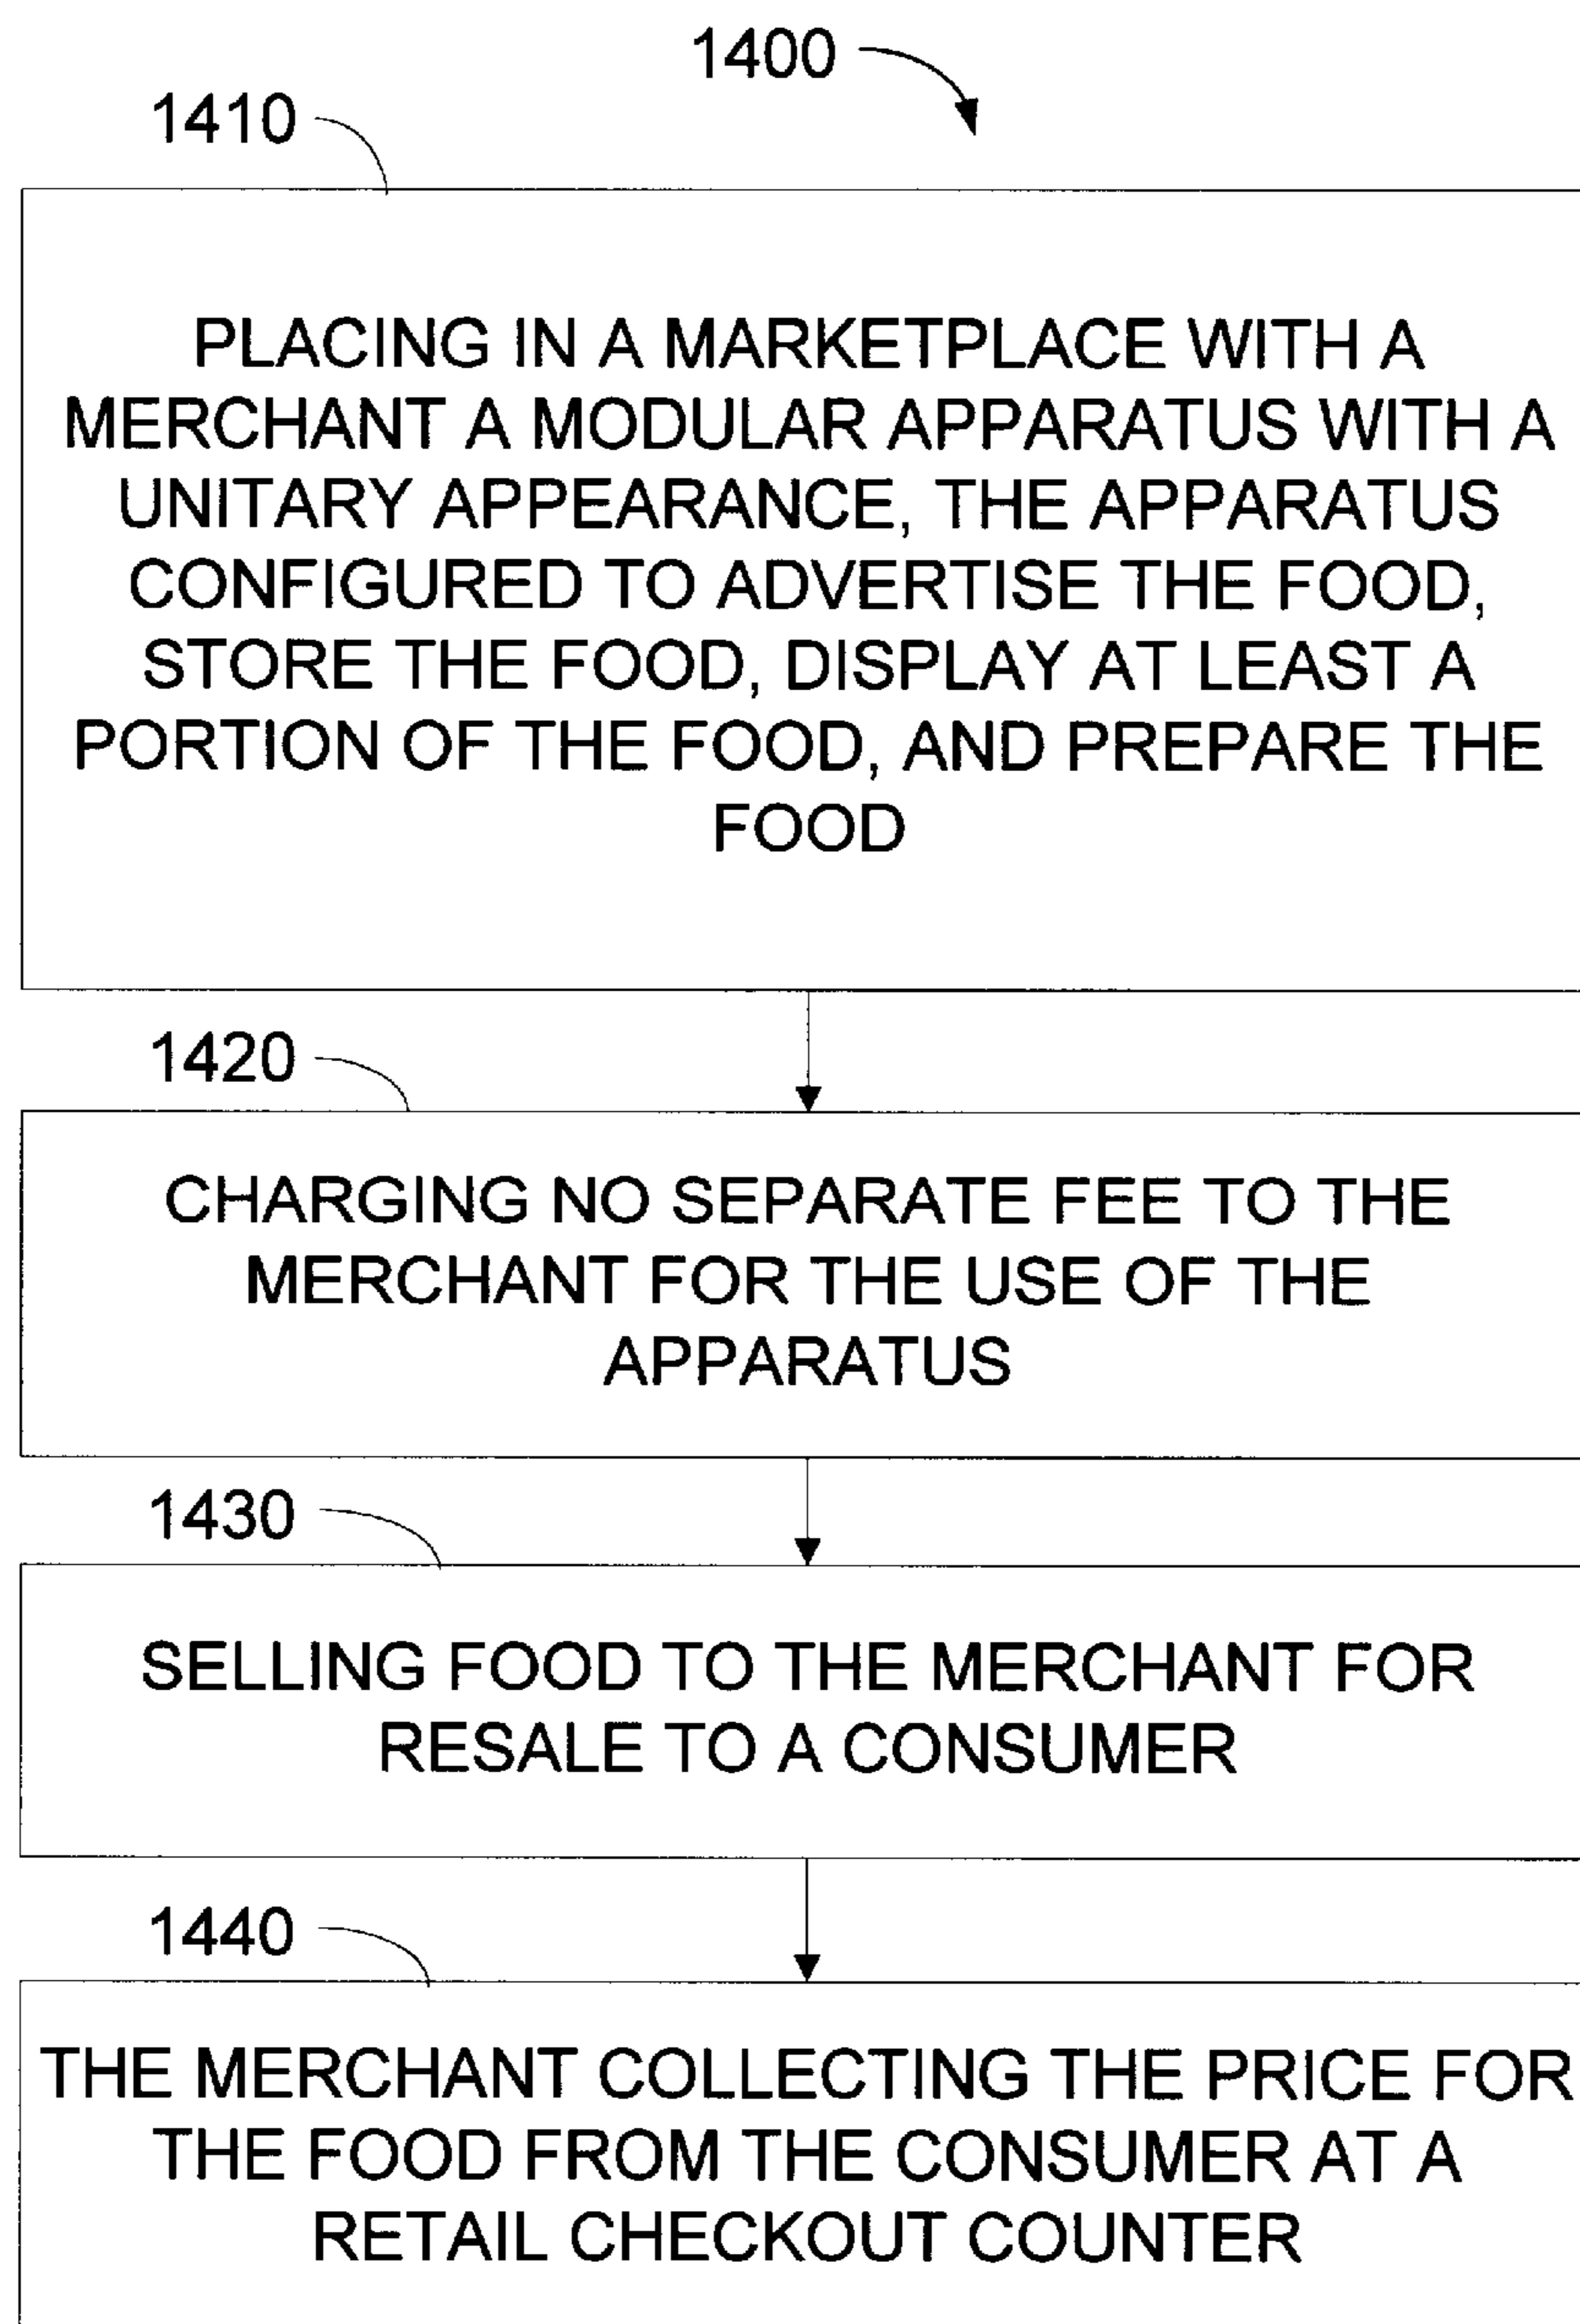 1400
1410
PLACING IN A MARKETPLACE WITH A
MERCHANT A MODULAR APPARATUS WITH A
UNITARY APPEARANCE, THE APPARATUS
CONFIGURED TO ADVERTISE THE FOOD,
STORE THE FOOD, DISPLAY AT LEAST A
PORTION OF THE FOOD, AND PREPARE THE
FOOD
1420
CHARGING NO SEPARATE FEE TO THE
MERCHANT FOR THE USE OF THE
APPARATUS
1430
SELLING FOOD TO THE MERCHANT FOR
RESALE TO A CONSUMER
1440
THE MERCHANT COLLECTING THE PRICE FOR
THE FOOD FROM THE CONSUMER AT A
RETAIL CHECKOUT COUNTER